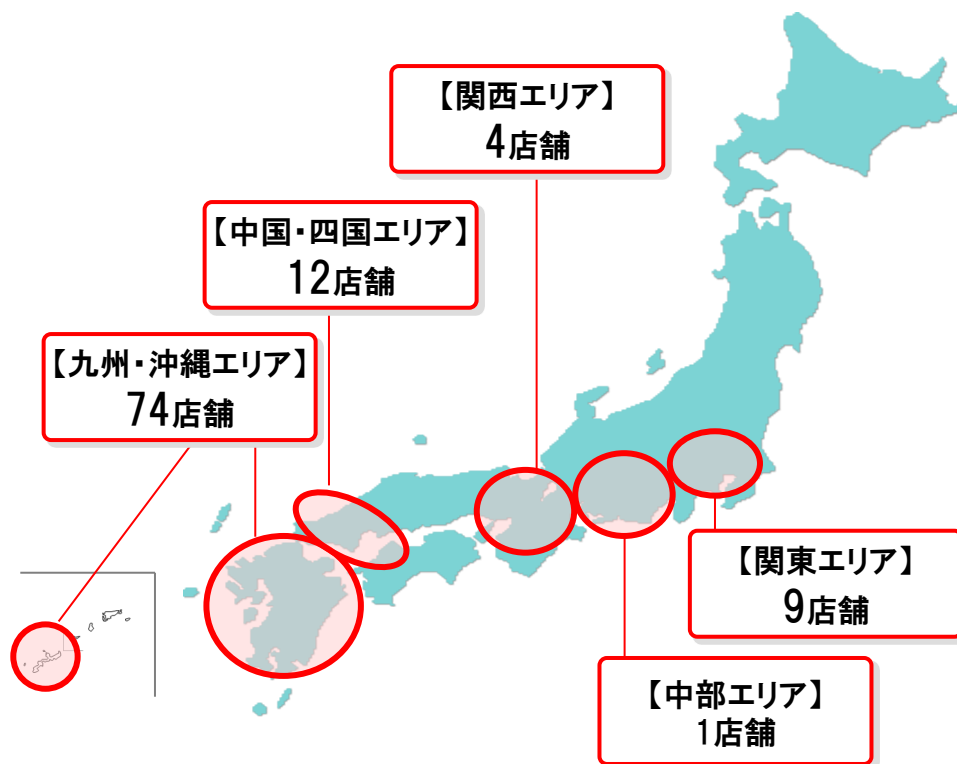 【関西エリア】
4店舗
【中国・四国エリア】
12店舗
【九州・沖縄エリア】
74店舗
【関東エリア】
9店舗
【中部エリア】
1店舗